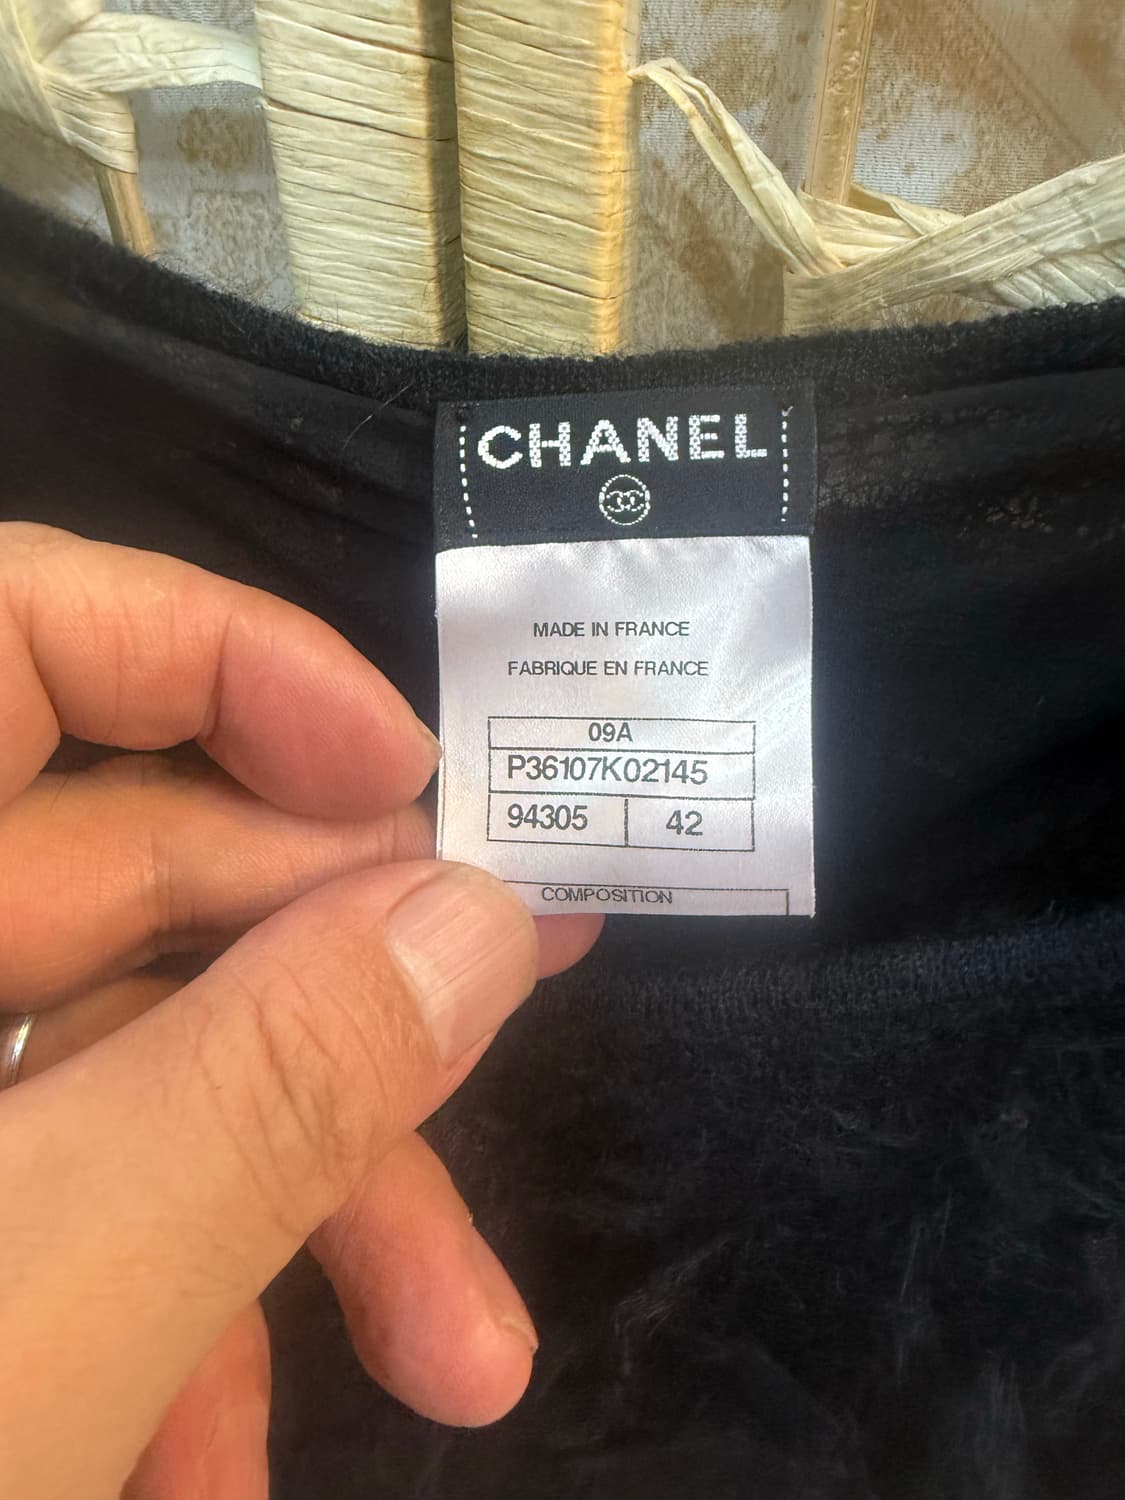 CHANEL
MADE IN FRANCE
FABRIQUE EN FRANCE
09A
P36107K02145
94305 42
COMPOSITION